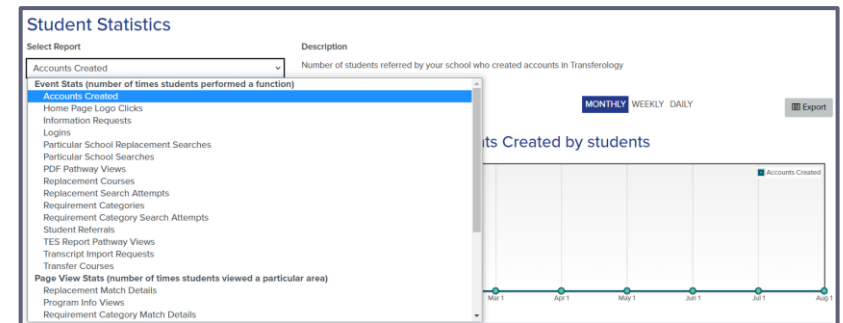 Student Statistics
Select Report
Description
Accounts Created
Number of students referred by your school who created accounts in Transferology
Event Stats (number of times students performed a function)
Accounts Created
Home Page Logo Clicks
Information Requests
Logins
Particular School Replacement Searches
Particular School Searches
PDF Pathway Views
Replacement Courses
Replacement Search Attempts
Requirement Categories
Requirement Category Search Attempts
Student Referrals
TES Report Pathway Views
Transcript Import Requests
Transfer Courses
Page View Stats (number of times students viewed a particular area)
Replacement Match Details
Program Info Views
Requirement Category Match Details
MONTHLY WEEKLY DAILY
Export
ts Created by students
Accounts Created
Mar 1 Apr 1 May 1 Jun 1 Jul 1 Aug 1